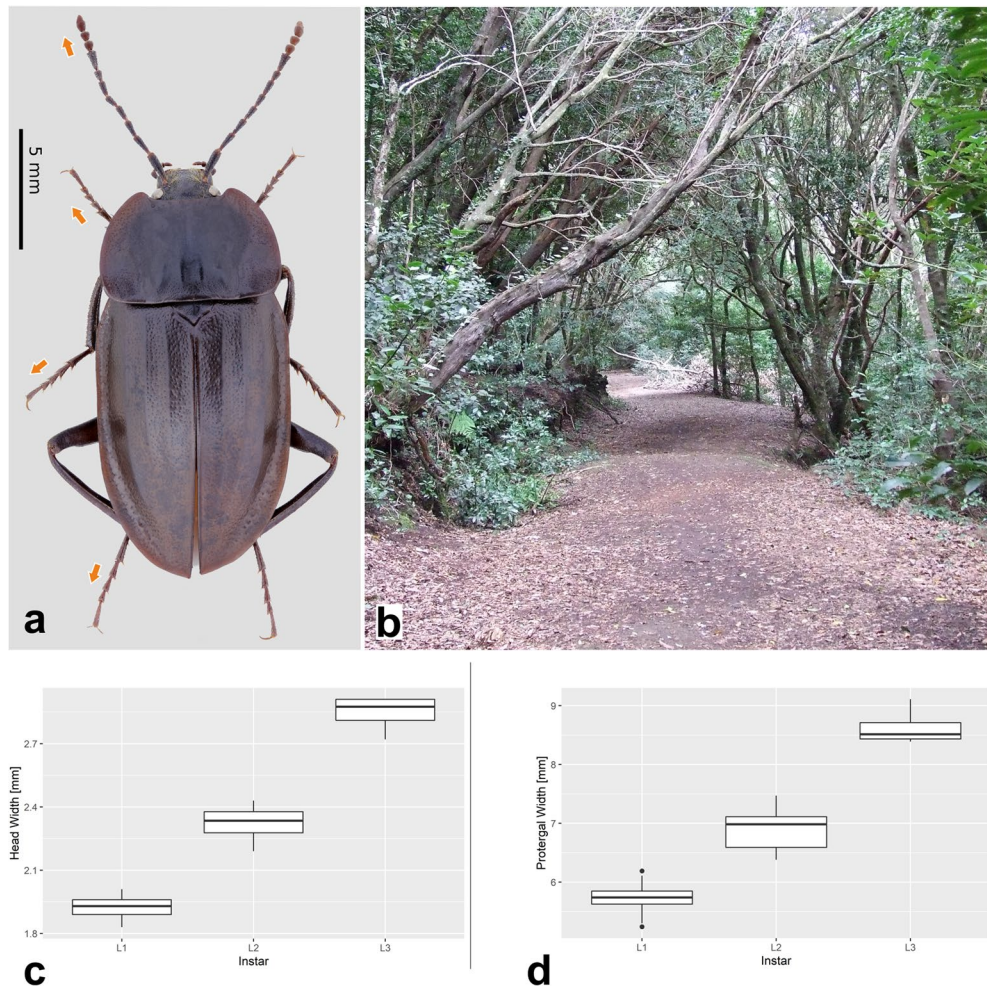 5 mm
a
b
Head Width [mm]
2.7
2.4
2.1
1.8
L1 L2 L3
Instar
c
Protergal Width [mm]
9
8
7
6
L1 L2 L3
Instar
d